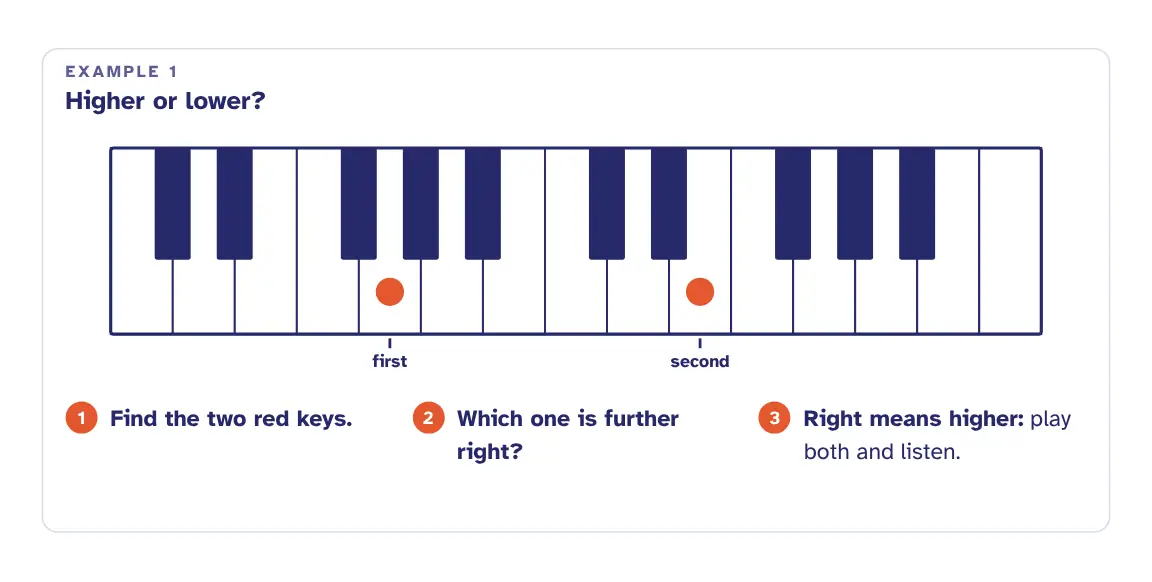 EXAMPLE 1
Higher or lower?
first
second
1 Find the two red keys.
2 Which one is further
right?
3 Right means higher: play
both and listen.